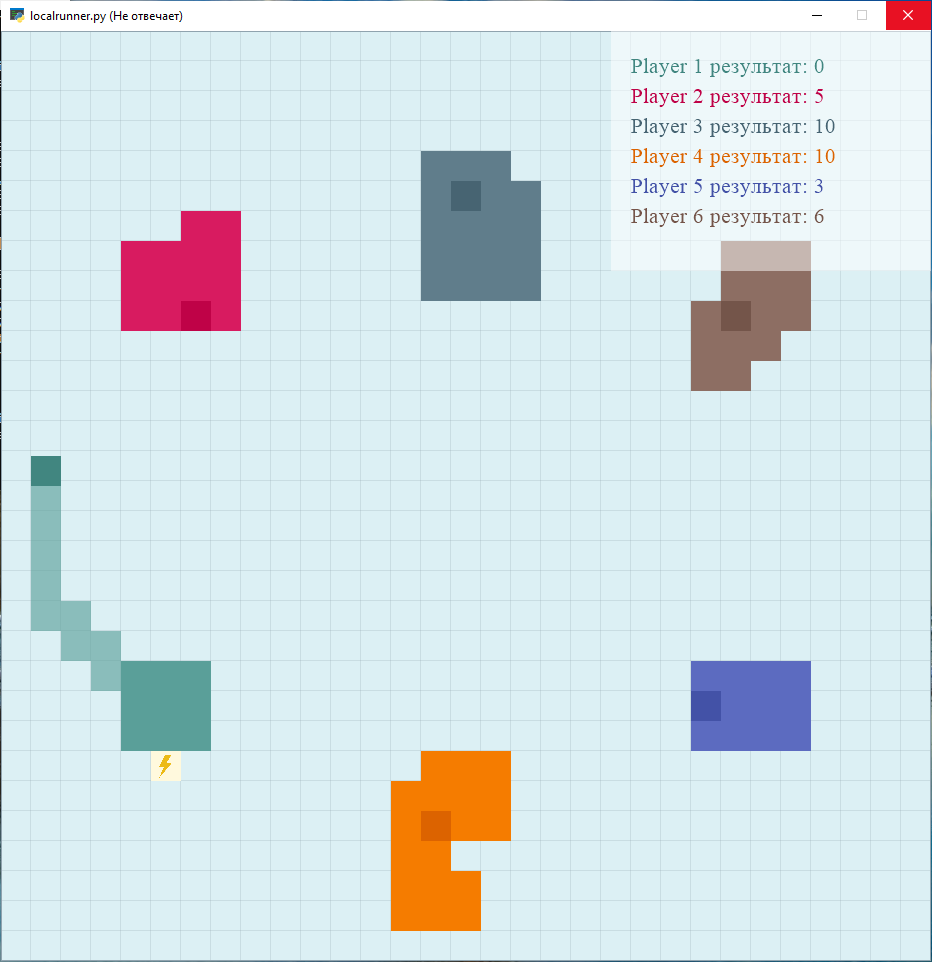 localrunner.py (Не отвечает)
Player 1 результат: 0
Player 2 результат: 5
Player 3 результат: 10
Player 4 результат: 10
Player 5 результат: 3
Player 6 результат: 6